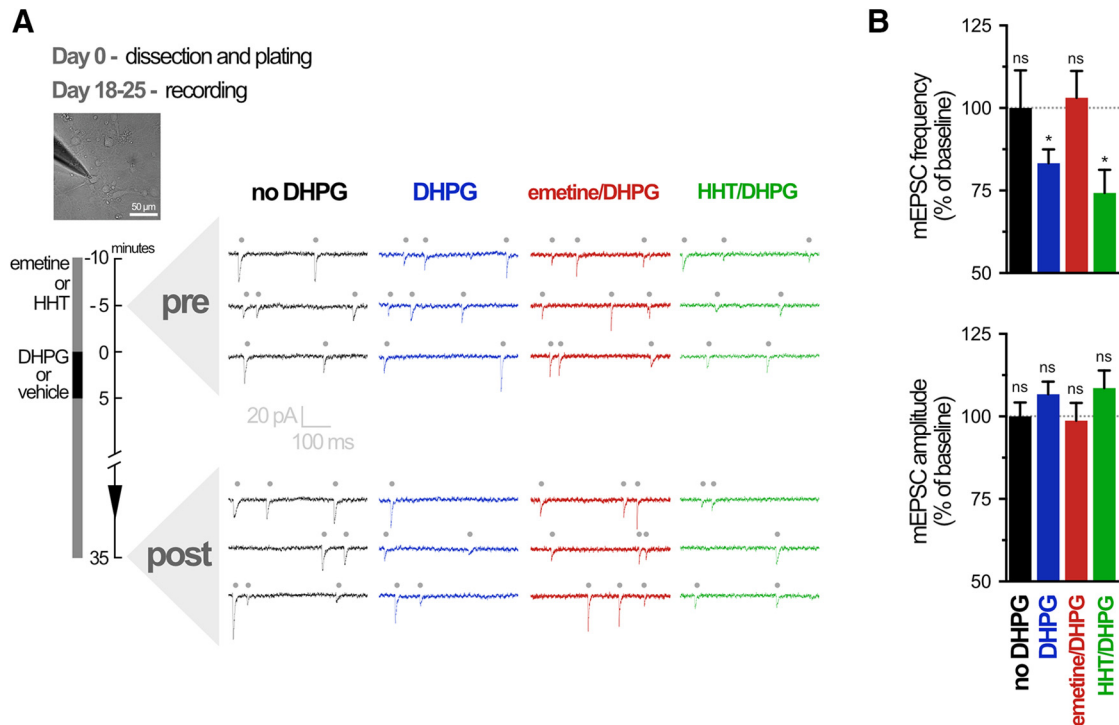 A
Day 0 - dissection and plating
Day 18-25 - recording
50 µm
no DHPG
DHPG
emetine/DHPG
HHT/DHPG
minutes
-10
emetine
or
HHT
-5
pre
0
DHPG
or
vehicle
5
20 pA
100 ms
post
35
B
mEPSC frequency
(% of baseline)
125
100
75
50
ns
*
ns
*
mEPSC amplitude
(% of baseline)
125
100
75
50
ns
ns
ns
ns
no DHPG
DHPG
emetine/DHPG
HHT/DHPG